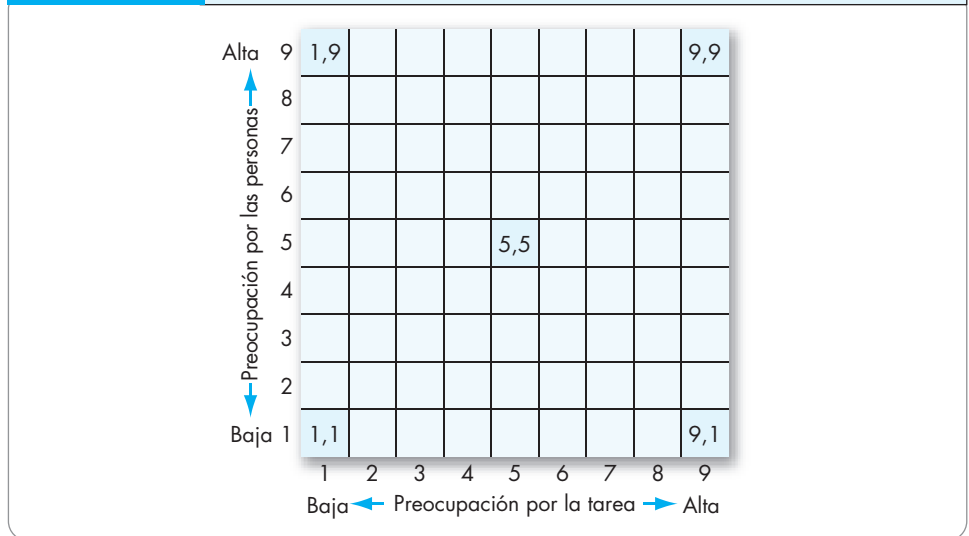 Alta 9 1,9 9,9
8
7
6
5 5,5
4
3
2
Baja 1 1,1 9,1
Preocupación por las personas
1 2 3 4 5 6 7 8 9
Baja Preocupación por la tarea Alta